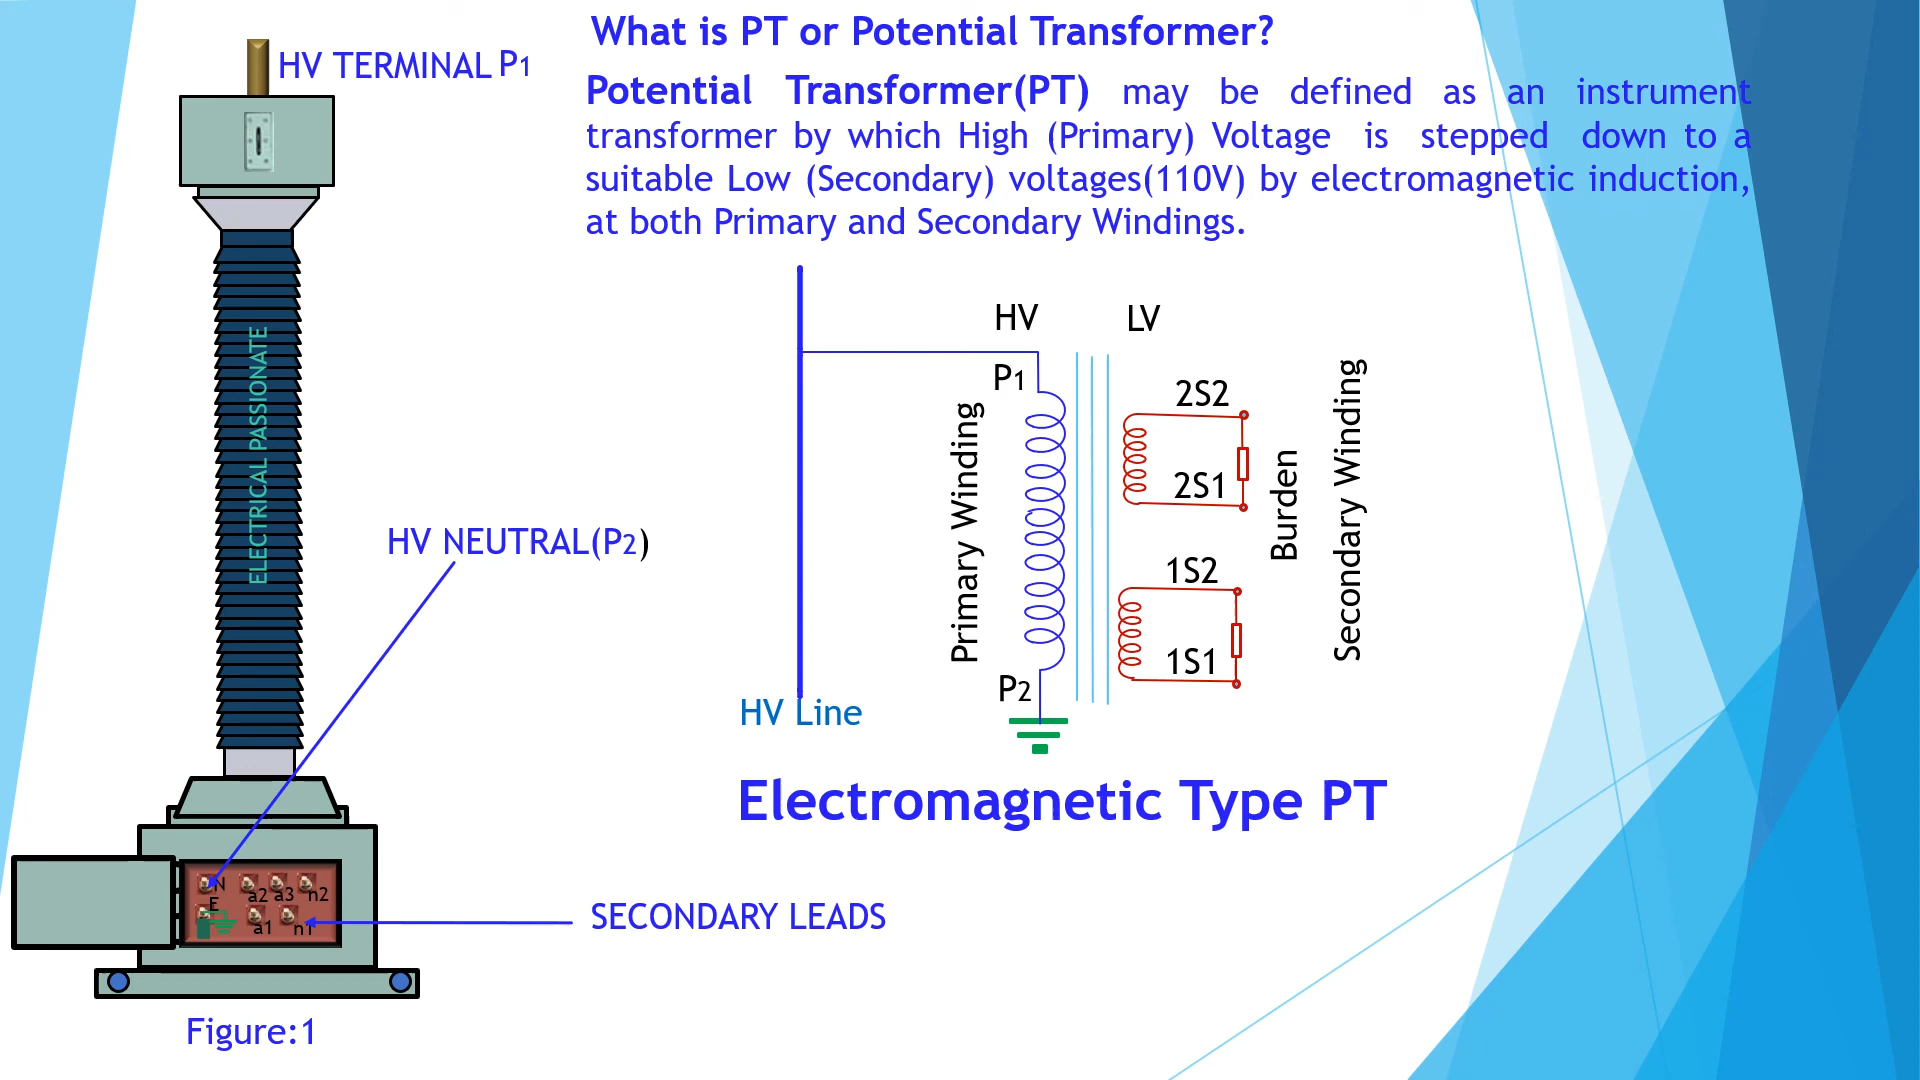 What is PT or Potential Transformer?
HV TERMINAL P1
Potential Transformer(PT) may be defined as an instrument
transformer by which High (Primary) Voltage is stepped down to a
suitable Low (Secondary) voltages(110V) by electromagnetic induction,
at both Primary and Secondary Windings.
ELECTRICAL PASSIONATE
HV NEUTRAL(P2)
HV
LV
P1
Primary Winding
2S2
2S1
Burden
Secondary Winding
1S2
1S1
P2
HV Line
Electromagnetic Type PT
N
a2 a3 n2
E
a1 n1
SECONDARY LEADS
Figure:1